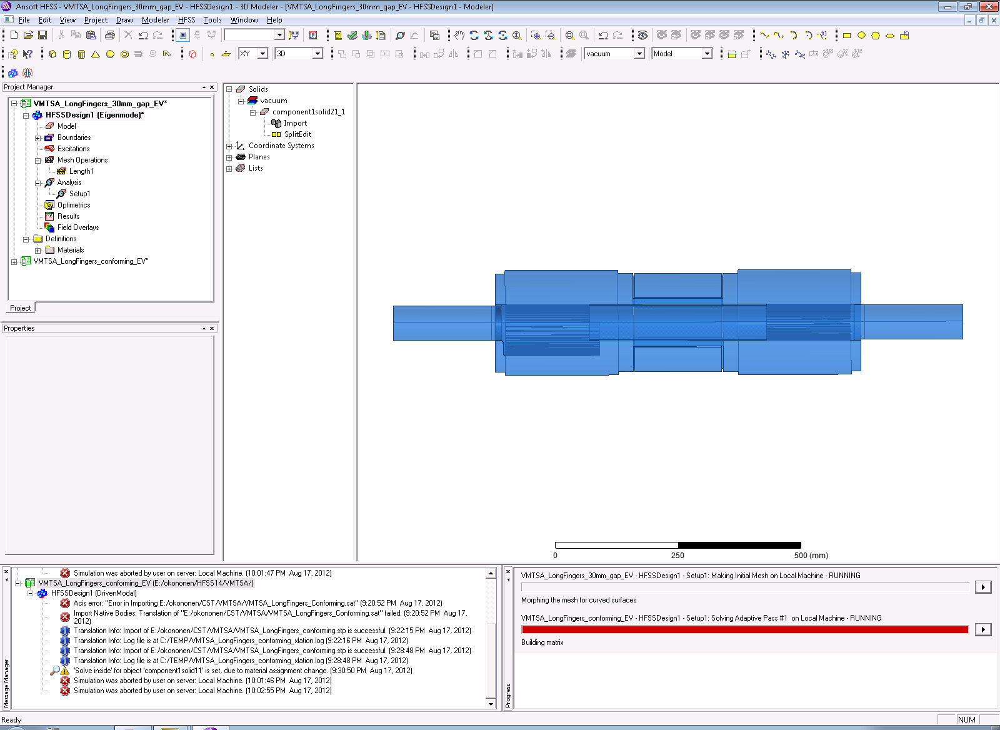 Ansoft HFSS - VMTSA_LongFingers_30mm_gap_EV - HFSSDesign1 - 3D Modeler - [VMTSA_LongFingers_30mm_gap_EV - HFSSDesign1 - Modeler]
File Edit View Project Draw Modeler HFSS Tools Window Help
XY 3D vacuum Model
Project Manager
VMTSA_LongFingers_30mm_gap_EV*
HFSSDesign1 (Eigenmode)*
Model
Boundaries
Excitations
Mesh Operations
Length1
Analysis
Setup1
Optimetrics
Results
Field Overlays
Definitions
Materials
VMTSA_LongFingers_conforming_EV*
Project
Properties
Solids
vacuum
component1solid21_1
Import
SplitEdit
Coordinate Systems
Planes
Lists
0 250 500 (mm)
Simulation was aborted by user on server: Local Machine. (10:01:47 PM Aug 17, 2012)
VMTSA_LongFingers_conforming_EV (E:/okononen/HFSS14/VMTSA/)
HFSSDesign1 (DrivenModal)
Acis error: "Error in Importing E:/okononen/CST/VMTSA/VMTSA_LongFingers_Conforming.sat" (9:20:52 PM Aug 17, 2012)
Import Native Bodies: Translation of "E:/okononen/CST/VMTSA/VMTSA_LongFingers_Conforming.sat" failed. (9:20:52 PM Aug 17,
2012)
Translation Info: Import of E:/okononen/CST/VMTSA/VMTSA_LongFingers_conforming.stp is successful. (9:22:15 PM Aug 17, 2012)
Translation Info: Log file is at C:/TEMP/VMTSA_LongFingers_conforming_xlation.log (9:22:16 PM Aug 17, 2012)
Translation Info: Import of E:/okononen/CST/VMTSA/VMTSA_LongFingers_conforming.stp is successful. (9:28:48 PM Aug 17, 2012)
Translation Info: Log file is at C:/TEMP/VMTSA_LongFingers_conforming_xlation.log (9:28:48 PM Aug 17, 2012)
'Solve inside' for object 'component1solid11' is set, due to material assignment change. (9:30:50 PM Aug 17, 2012)
Simulation was aborted by user on server: Local Machine. (10:01:46 PM Aug 17, 2012)
Simulation was aborted by user on server: Local Machine. (10:02:55 PM Aug 17, 2012)
Message Manager
VMTSA_LongFingers_30mm_gap_EV - HFSSDesign1 - Setup1: Making Initial Mesh on Local Machine - RUNNING
Morphing the mesh for curved surfaces
VMTSA_LongFingers_conforming_EV - HFSSDesign1 - Setup1: Solving Adaptive Pass #1 on Local Machine - RUNNING
Building matrix
Progress
Ready
NUM